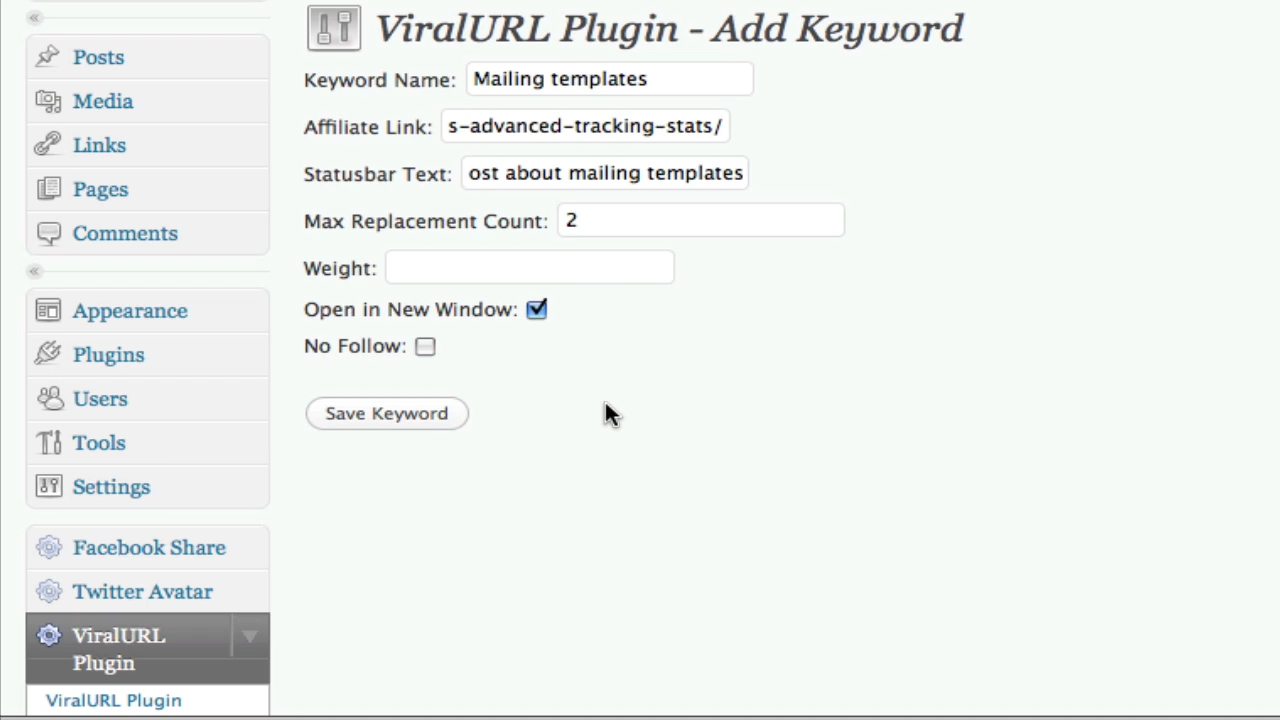 ViralURL Plugin - Add Keyword
Keyword Name: Mailing templates
Affiliate Link: s-advanced-tracking-stats/
Statusbar Text: ost about mailing templates
Max Replacement Count: 2
Weight:
Open in New Window:
No Follow:
Save Keyword
Posts
Media
Links
Pages
Comments
Appearance
Plugins
Users
Tools
Settings
Facebook Share
Twitter Avatar
ViralURL
Plugin
ViralURL Plugin